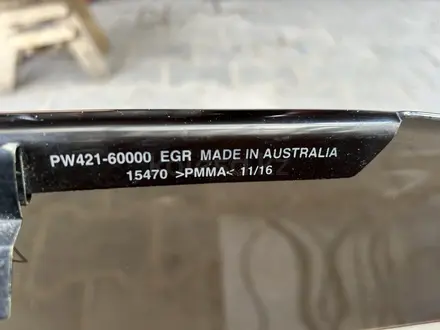 PW421-60000 EGR MADE IN AUSTRALIA
15470 >PMMA< 11/16